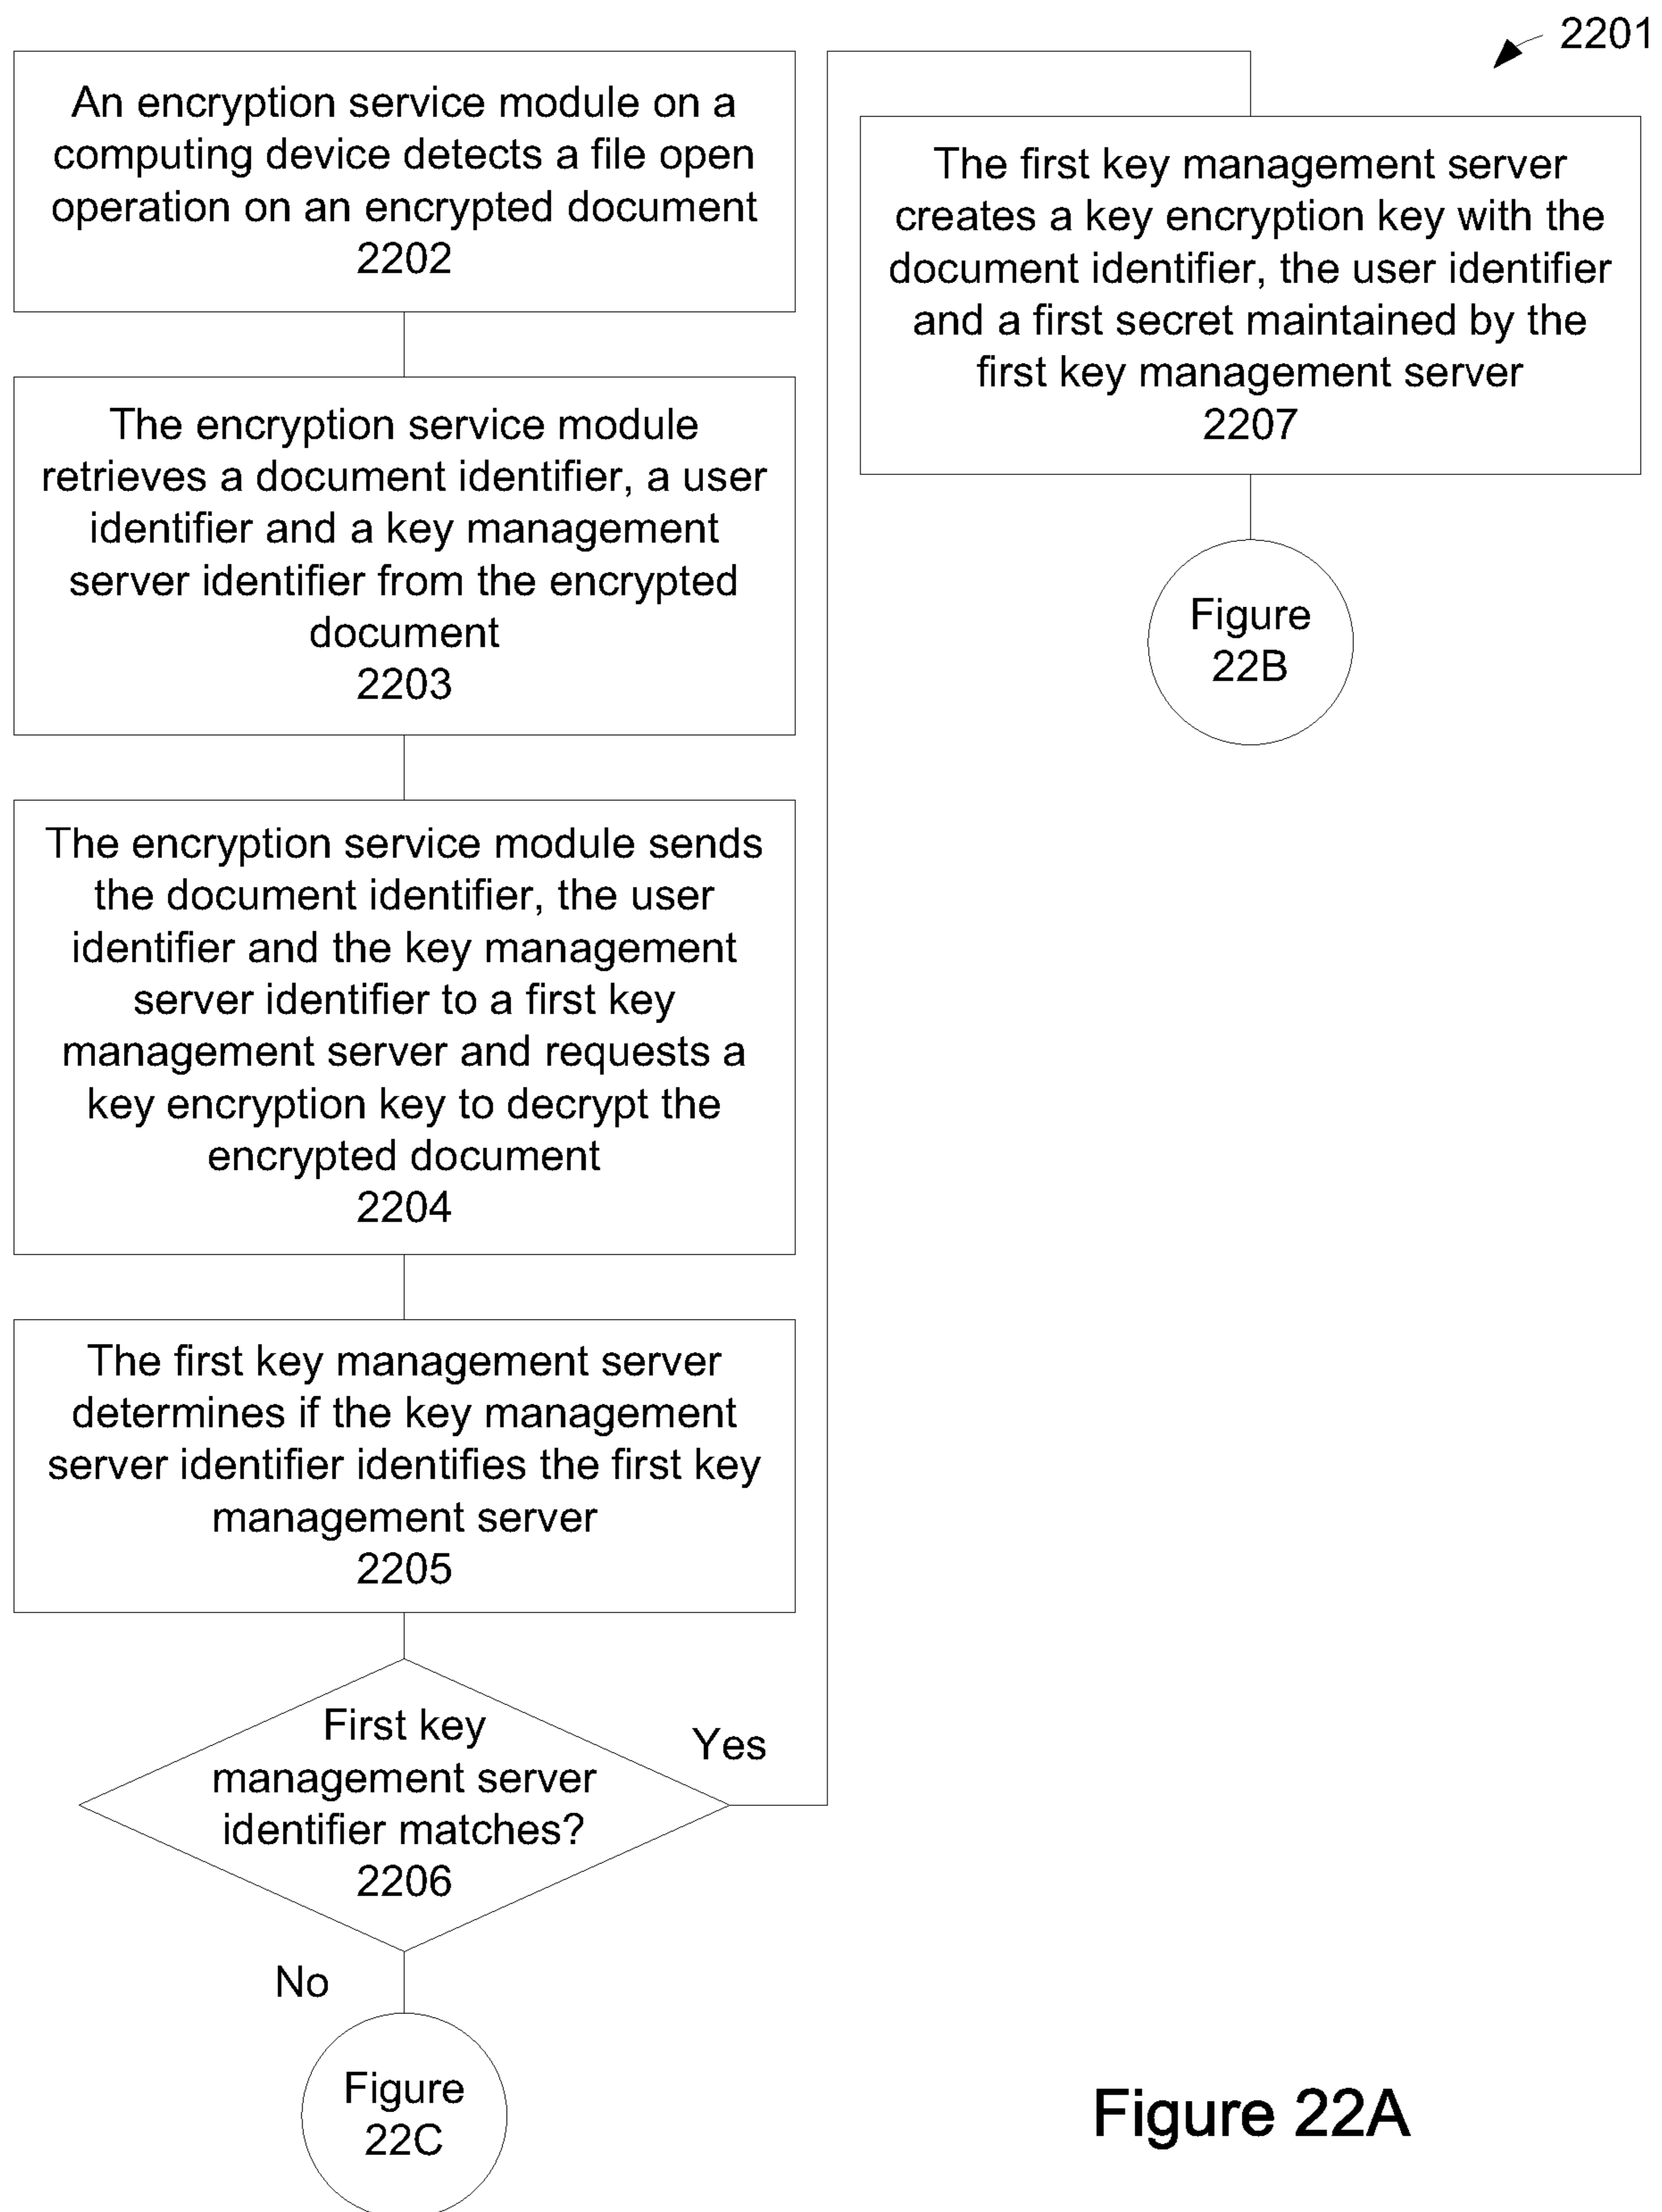 2201
An encryption service module on a
computing device detects a file open
operation on an encrypted document
2202
The encryption service module
retrieves a document identifier, a user
identifier and a key management
server identifier from the encrypted
document
2203
The encryption service module sends
the document identifier, the user
identifier and the key management
server identifier to a first key
management server and requests a
key encryption key to decrypt the
encrypted document
2204
The first key management server
determines if the key management
server identifier identifies the first key
management server
2205
First key
management server
identifier matches?
2206
Yes
No
Figure
22C
The first key management server
creates a key encryption key with the
document identifier, the user identifier
and a first secret maintained by the
first key management server
2207
Figure
22B
Figure 22A